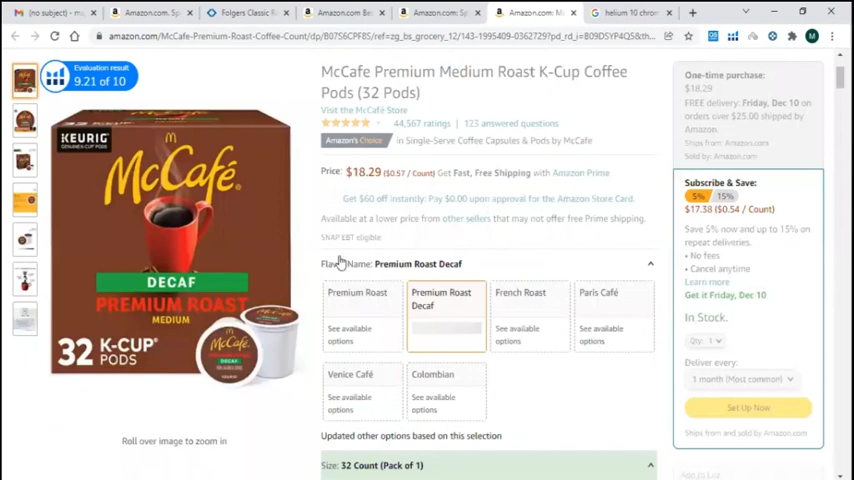 (no subject) - m
Amazon.com: Sp
Folgers Classic R
Amazon.com Bes
Amazon.com: Sp
Amazon.com: M
helium 10 chrom
amazon.com/McCafe-Premium-Roast-Coffee-Count/dp/B07S6CPF8S/ref=zg_bs_grocery_12/143-1995409-0362729?pd_rd_i=B09DSYP4Q5&th...
Evaluation result
9.21 of 10
KEURIG
McCafé
DECAF
PREMIUM ROAST
MEDIUM
32 K-CUP PODS
Roll over image to zoom in
McCafe Premium Medium Roast K-Cup Coffee
Pods (32 Pods)
Visit the McCafé Store
44,567 ratings | 123 answered questions
Amazon's Choice in Single-Serve Coffee Capsules & Pods by McCafe
Price: $18.29 ($0.57 / Count) Get Fast, Free Shipping with Amazon Prime
Get $60 off instantly: Pay $0.00 upon approval for the Amazon Store Card.
Available at a lower price from other sellers that may not offer free Prime shipping.
SNAP EBT eligible
Flav Name: Premium Roast Decaf
Premium Roast
See available
options
Premium Roast
Decaf
French Roast
See available
options
Paris Café
See available
options
Venice Café
See available
options
Colombian
See available
options
Updated other options based on this selection
Size: 32 Count (Pack of 1)
One-time purchase:
$18.29
FREE delivery: Friday, Dec 10 on
orders over $25.00 shipped by
Amazon.
Ships from: Amazon.com
Sold by: Amazon.com
Subscribe & Save:
5% 15%
$17.38 ($0.54 / Count)
Save 5% now and up to 15% on
repeat deliveries.
• No fees
• Cancel anytime
Learn more
Get it Friday, Dec 10
In Stock.
Qty: 1
Deliver every:
1 month (Most common)
Set Up Now
Ships from and sold by Amazon.com
Add to List